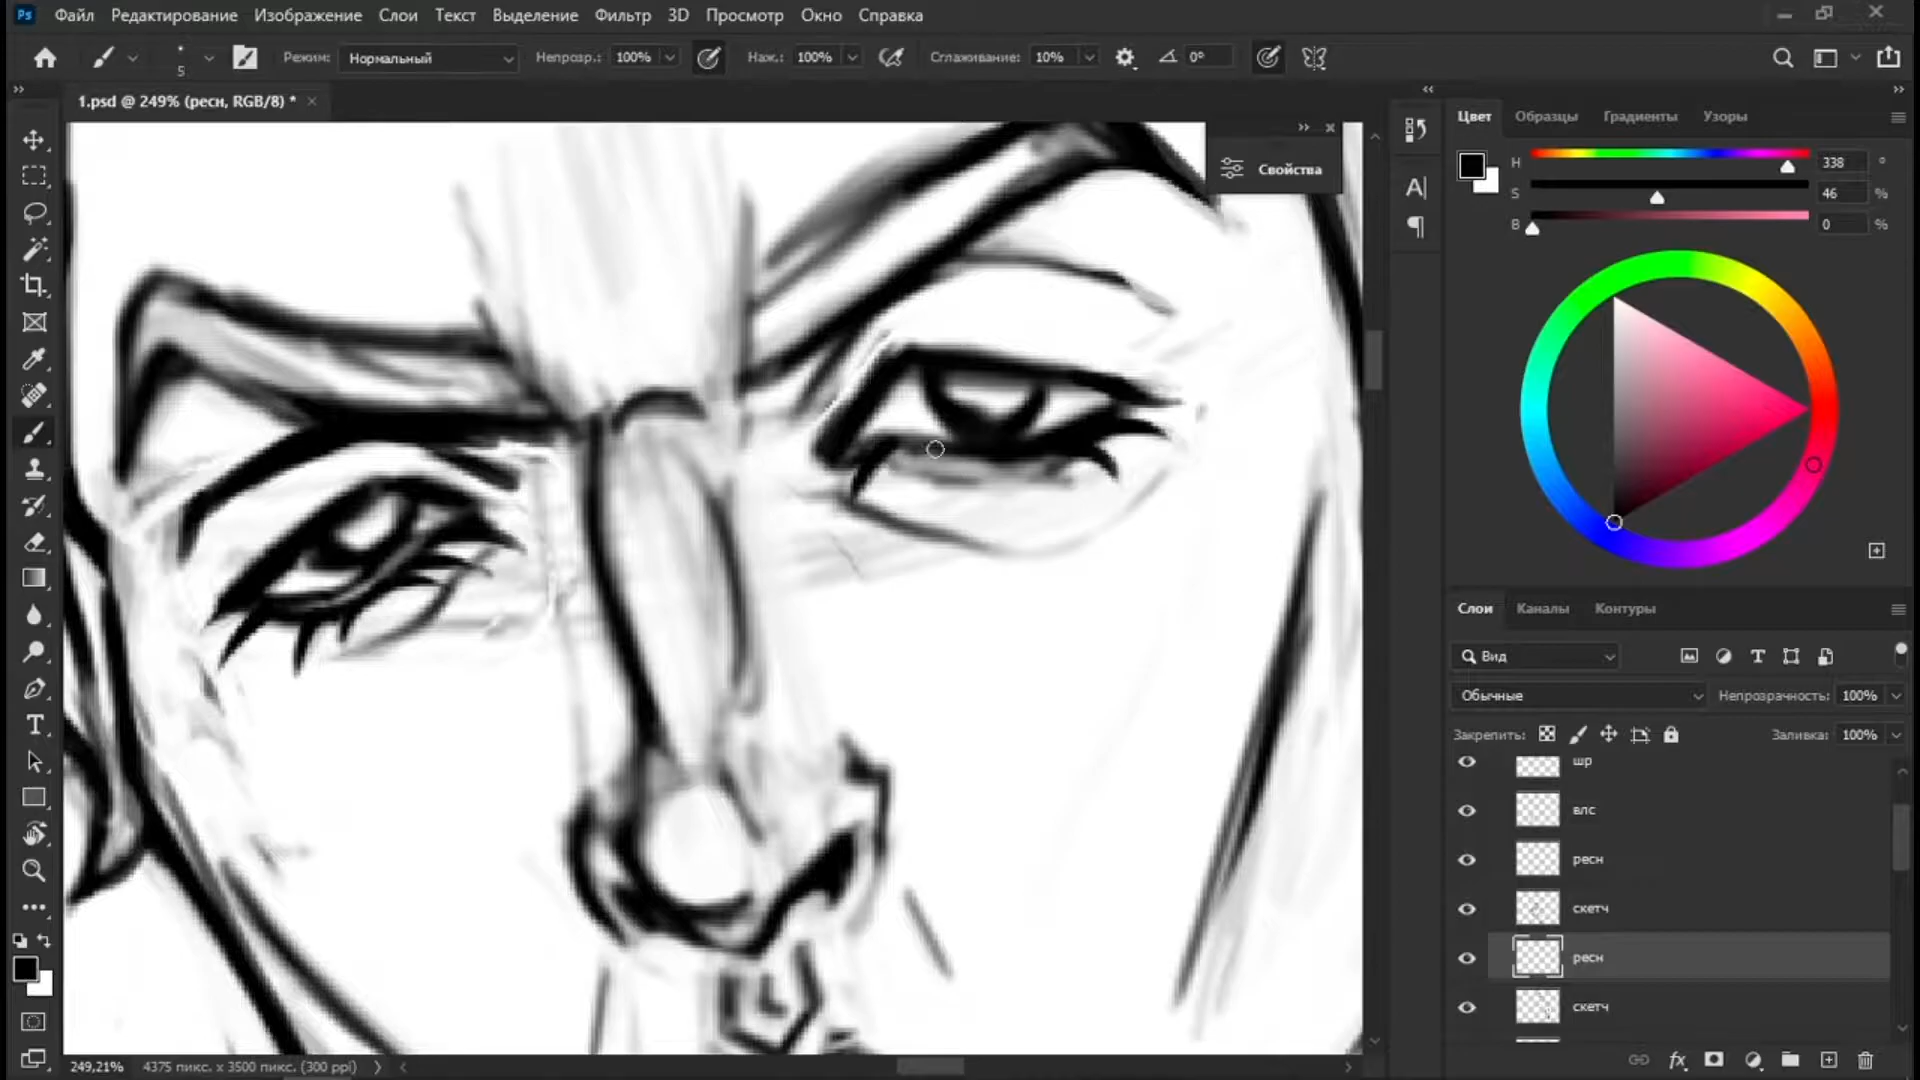 Ps Файл Редактирование Изображение Слои Текст Выделение Фильтр 3D Просмотр Окно Справка
5 Режим: Нормальный Непрозр.: 100% Наж.: 100% Сглаживание: 10% 0°
1.psd @ 249% (ресн, RGB/8) *
Свойства
Цвет Образцы Градиенты Узоры
H 338 °
S 46 %
B 0 %
Слои Каналы Контуры
Вид
Обычные Непрозрачность: 100%
Закрепить: Заливка: 100%
шр
влс
ресн
скетч
ресн
скетч
249,21% 4375 пикс. x 3500 пикс. (300 ppi)